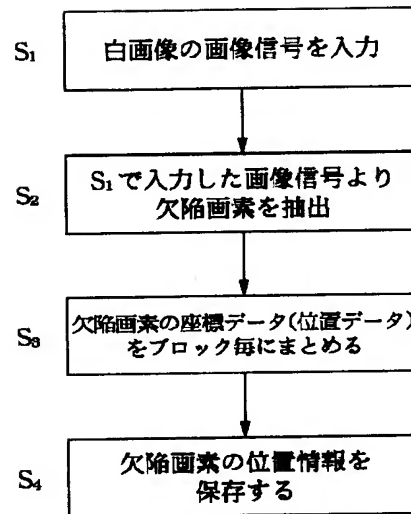 S₁
白画像の画像信号を入力
S₂
S₁で入力した画像信号より
欠陥画素を抽出
S₃
欠陥画素の座標データ(位置データ)
をブロック毎にまとめる
S₄
欠陥画素の位置情報を
保存する